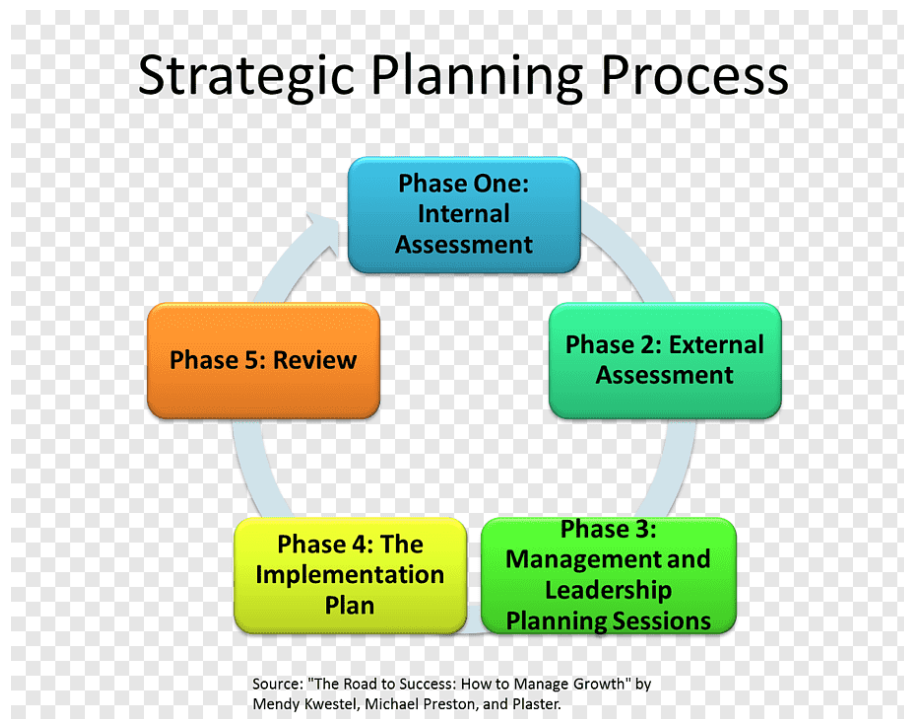 Strategic Planning Process
Phase One:
Internal
Assessment
Phase 2: External
Assessment
Phase 3:
Management and
Leadership
Planning Sessions
Phase 4: The
Implementation
Plan
Phase 5: Review
Source: "The Road to Success: How to Manage Growth" by
Mendy Kwestel, Michael Preston, and Plaster.